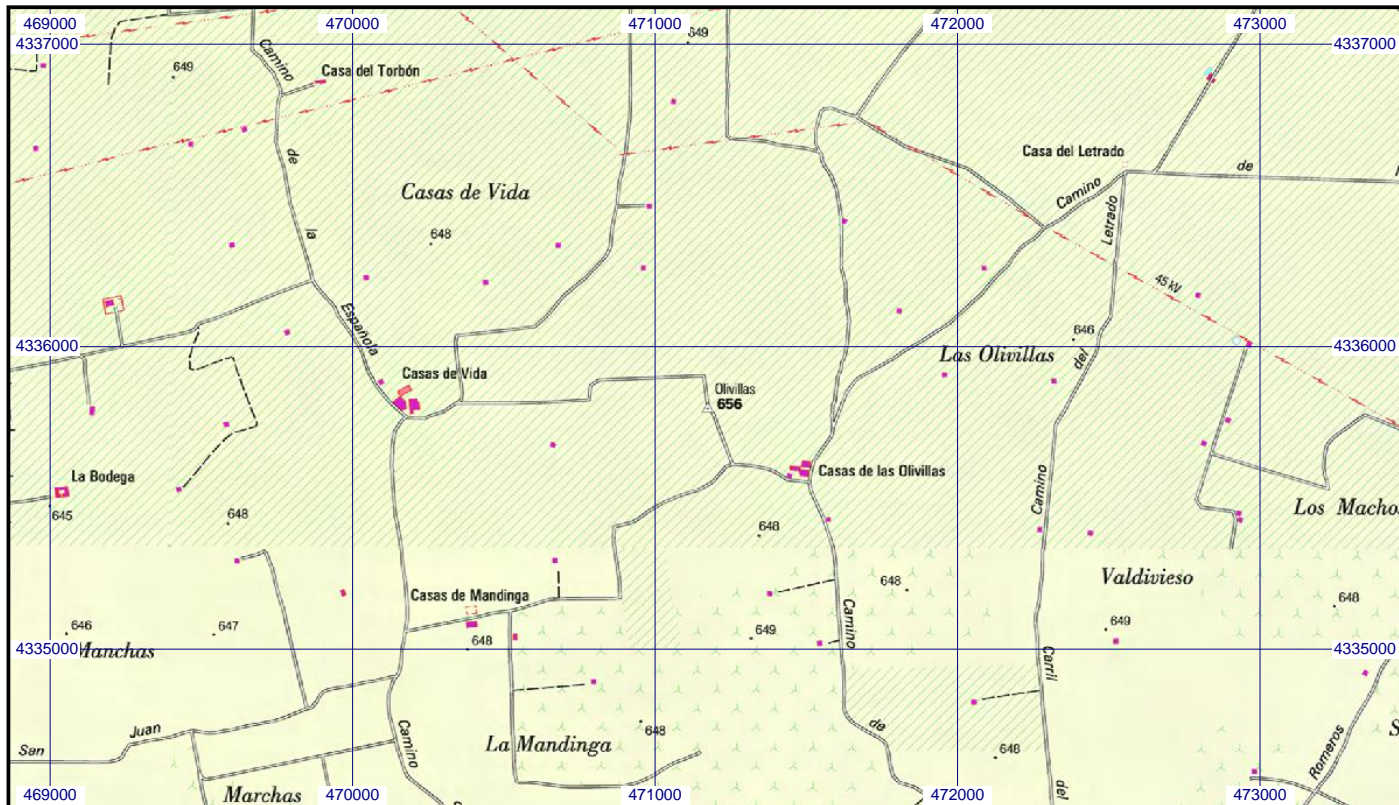 469000
470000
471000
472000
473000
4337000
4337000
649
649
Camino
Casa del Torbón
de
la
Española
Casas de Vida
648
Casa del Letrado
Camino
de
Letrado
45 kV
646
del
Camino
Carril
del
4336000
4336000
Las Olivillas
Casas de Vida
Olivillas
656
La Bodega
645
648
Casas de las Olivillas
648
Los Machos
Valdivieso
648
648
649
Casas de Mandinga
648
649
646
647
Manchas
4335000
4335000
Camino
de
San
Juan
Camino
La Mandinga
648
648
Romeros
S
Marchas
469000
470000
471000
472000
473000